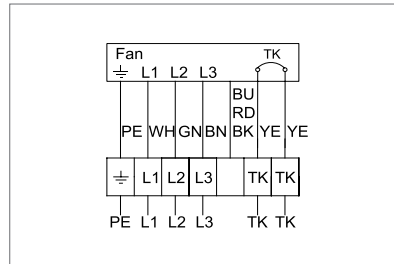 Fan TK
L1 L2 L3
BU
RD
PE WH GN BN BK YE YE
L1 L2 L3 TK TK
PE L1 L2 L3 TK TK